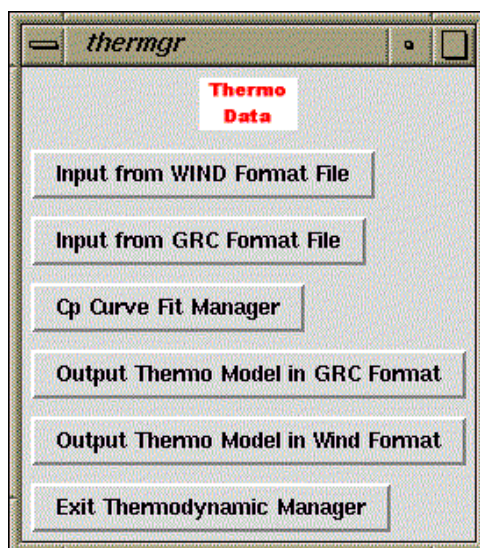 thermgr
Thermo
Data
Input from WIND Format File
Input from GRC Format File
Cp Curve Fit Manager
Output Thermo Model in GRC Format
Output Thermo Model in Wind Format
Exit Thermodynamic Manager